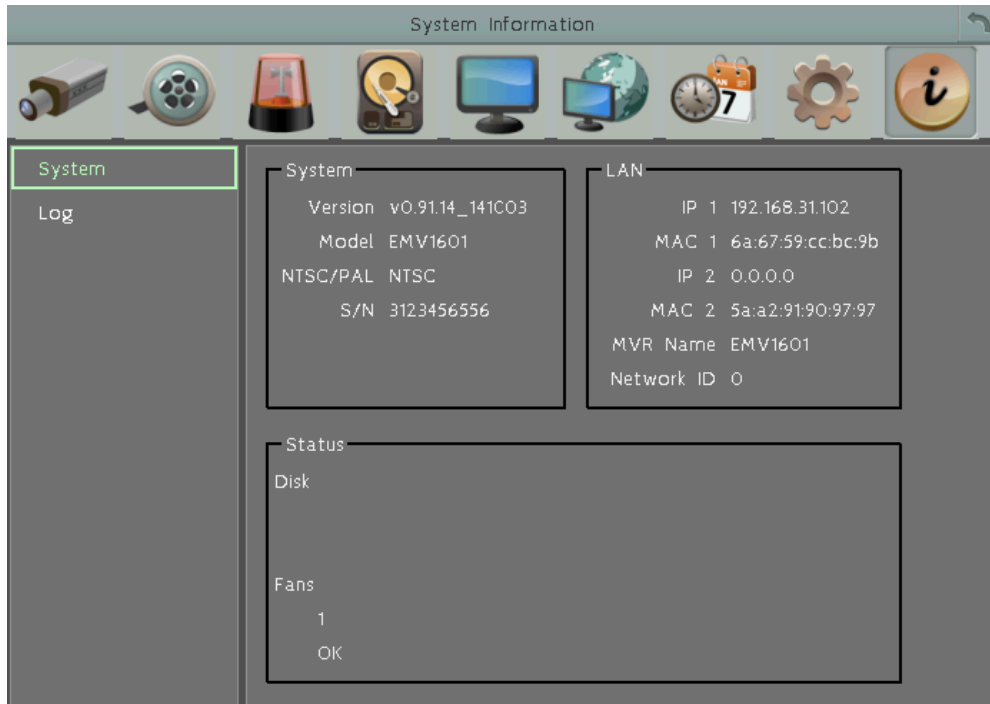 System Information
7
System
Log
System
Version v0.91.14_141C03
Model EMV1601
NTSC/PAL NTSC
S/N 3123456556
LAN
IP 1 192.168.31.102
MAC 1 6a:67:59:cc:bc:9b
IP 2 0.0.0.0
MAC 2 5a:a2:91:90:97:97
MVR Name EMV1601
Network ID 0
Status
Disk
Fans
1
OK